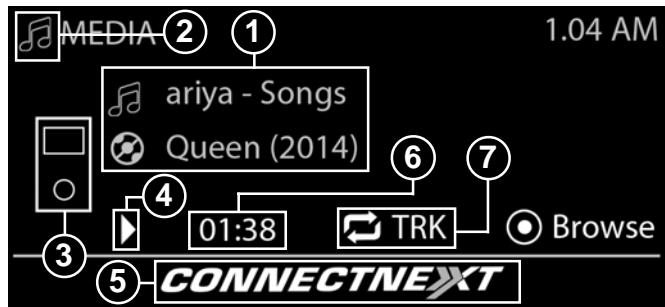 MEDIA 2 1 1.04 AM
ariya - Songs
Queen (2014)
6 7
4
01:38 TRK Browse
3
5 CONNECTNEXT